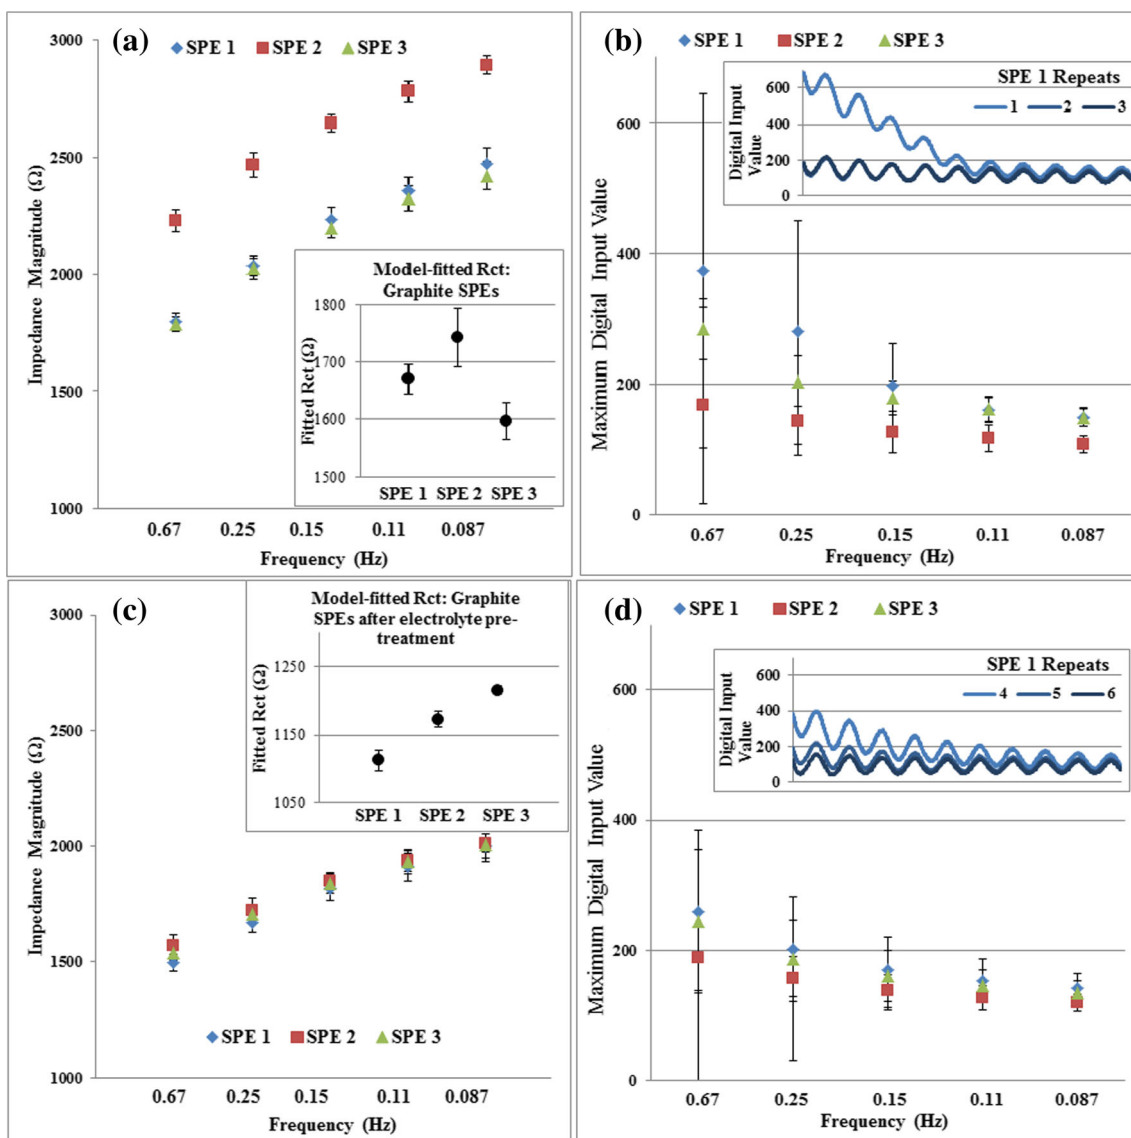 (a)
SPE 1 SPE 2 SPE 3
3000
2500
2000
1500
1000
Impedance Magnitude (Ω)
0.67 0.25 0.15 0.11 0.087
Frequency (Hz)
Model-fitted Rct:
Graphite SPEs
1800
1700
1600
1500
Fitted Rct (Ω)
SPE 1 SPE 2 SPE 3
(b)
SPE 1 SPE 2 SPE 3
600
400
200
0
Maximum Digital Input Value
0.67 0.25 0.15 0.11 0.087
Frequency (Hz)
SPE 1 Repeats
1 2 3
Digital Input
Value
600
400
200
0
(c)
Model-fitted Rct: Graphite
SPEs after electrolyte pre-
treatment
1250
1150
1050
Fitted Rct (Ω)
SPE 1 SPE 2 SPE 3
3000
2500
2000
1500
1000
Impedance Magnitude (Ω)
SPE 1 SPE 2 SPE 3
0.67 0.25 0.15 0.11 0.087
Frequency (Hz)
(d)
SPE 1 SPE 2 SPE 3
600
400
200
0
Maximum Digital Input Value
0.67 0.25 0.15 0.11 0.087
Frequency (Hz)
SPE 1 Repeats
4 5 6
Digital Input
Value
600
400
200
0